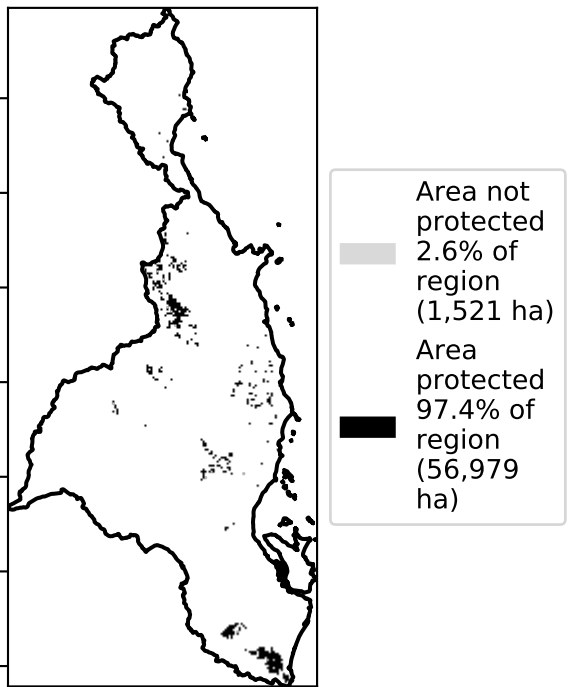 Area not
protected
2.6% of
region
(1,521 ha)
Area
protected
97.4% of
region
(56,979
ha)